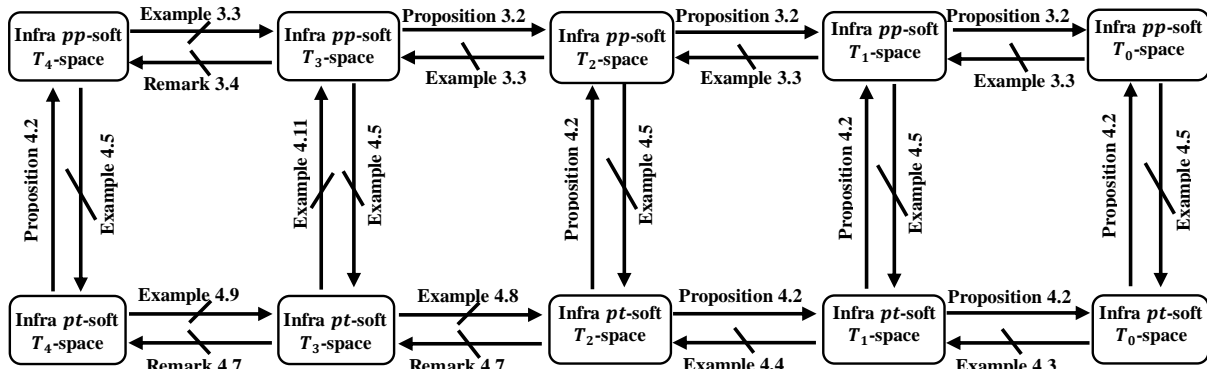 Example 3.3
Proposition 3.2
Proposition 3.2
Proposition 3.2
Infra pp-soft
T₄-space
Infra pp-soft
T₃-space
Infra pp-soft
T₂-space
Infra pp-soft
T₁-space
Infra pp-soft
T₀-space
Remark 3.4
Example 3.3
Example 3.3
Example 3.3
Proposition 4.2
Example 4.5
Example 4.11
Example 4.5
Proposition 4.2
Example 4.5
Proposition 4.2
Example 4.5
Proposition 4.2
Example 4.5
Example 4.9
Example 4.8
Proposition 4.2
Proposition 4.2
Infra pt-soft
T₄-space
Infra pt-soft
T₃-space
Infra pt-soft
T₂-space
Infra pt-soft
T₁-space
Infra pt-soft
T₀-space
Remark 4.7
Remark 4.7
Example 4.4
Example 4.3